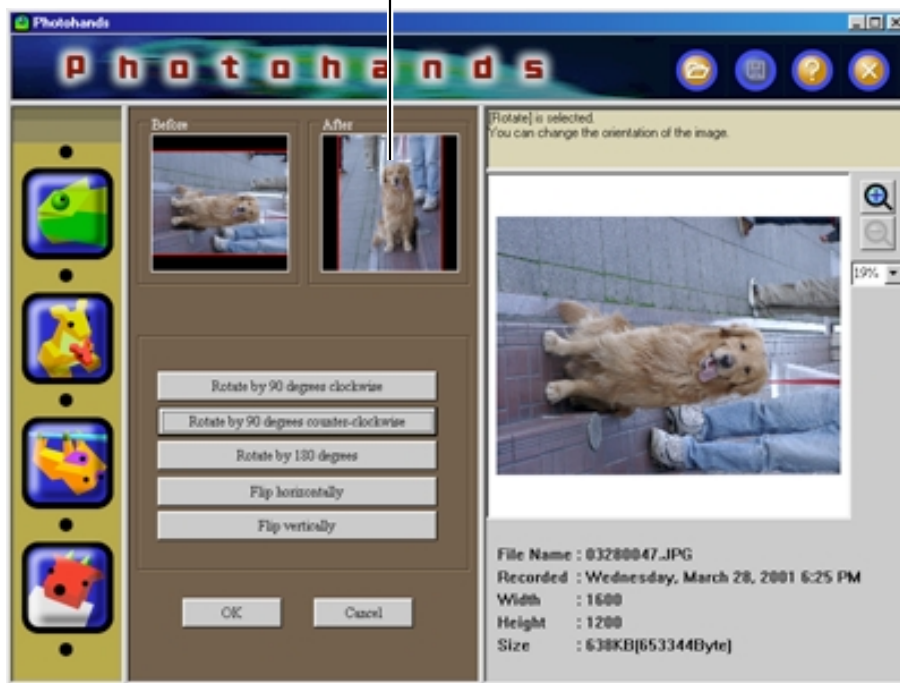 Photohands
Photohands
[Rotate] is selected.
You can change the orientation of the image.
Before
After
19%
Rotate by 90 degrees clockwise
Rotate by 90 degrees counter-clockwise
Rotate by 180 degrees
Flip horizontally
Flip vertically
OK
Cancel
File Name : 03280047.JPG
Recorded : Wednesday, March 28, 2001 6:25 PM
Width : 1600
Height : 1200
Size : 638KB(653344Byte)